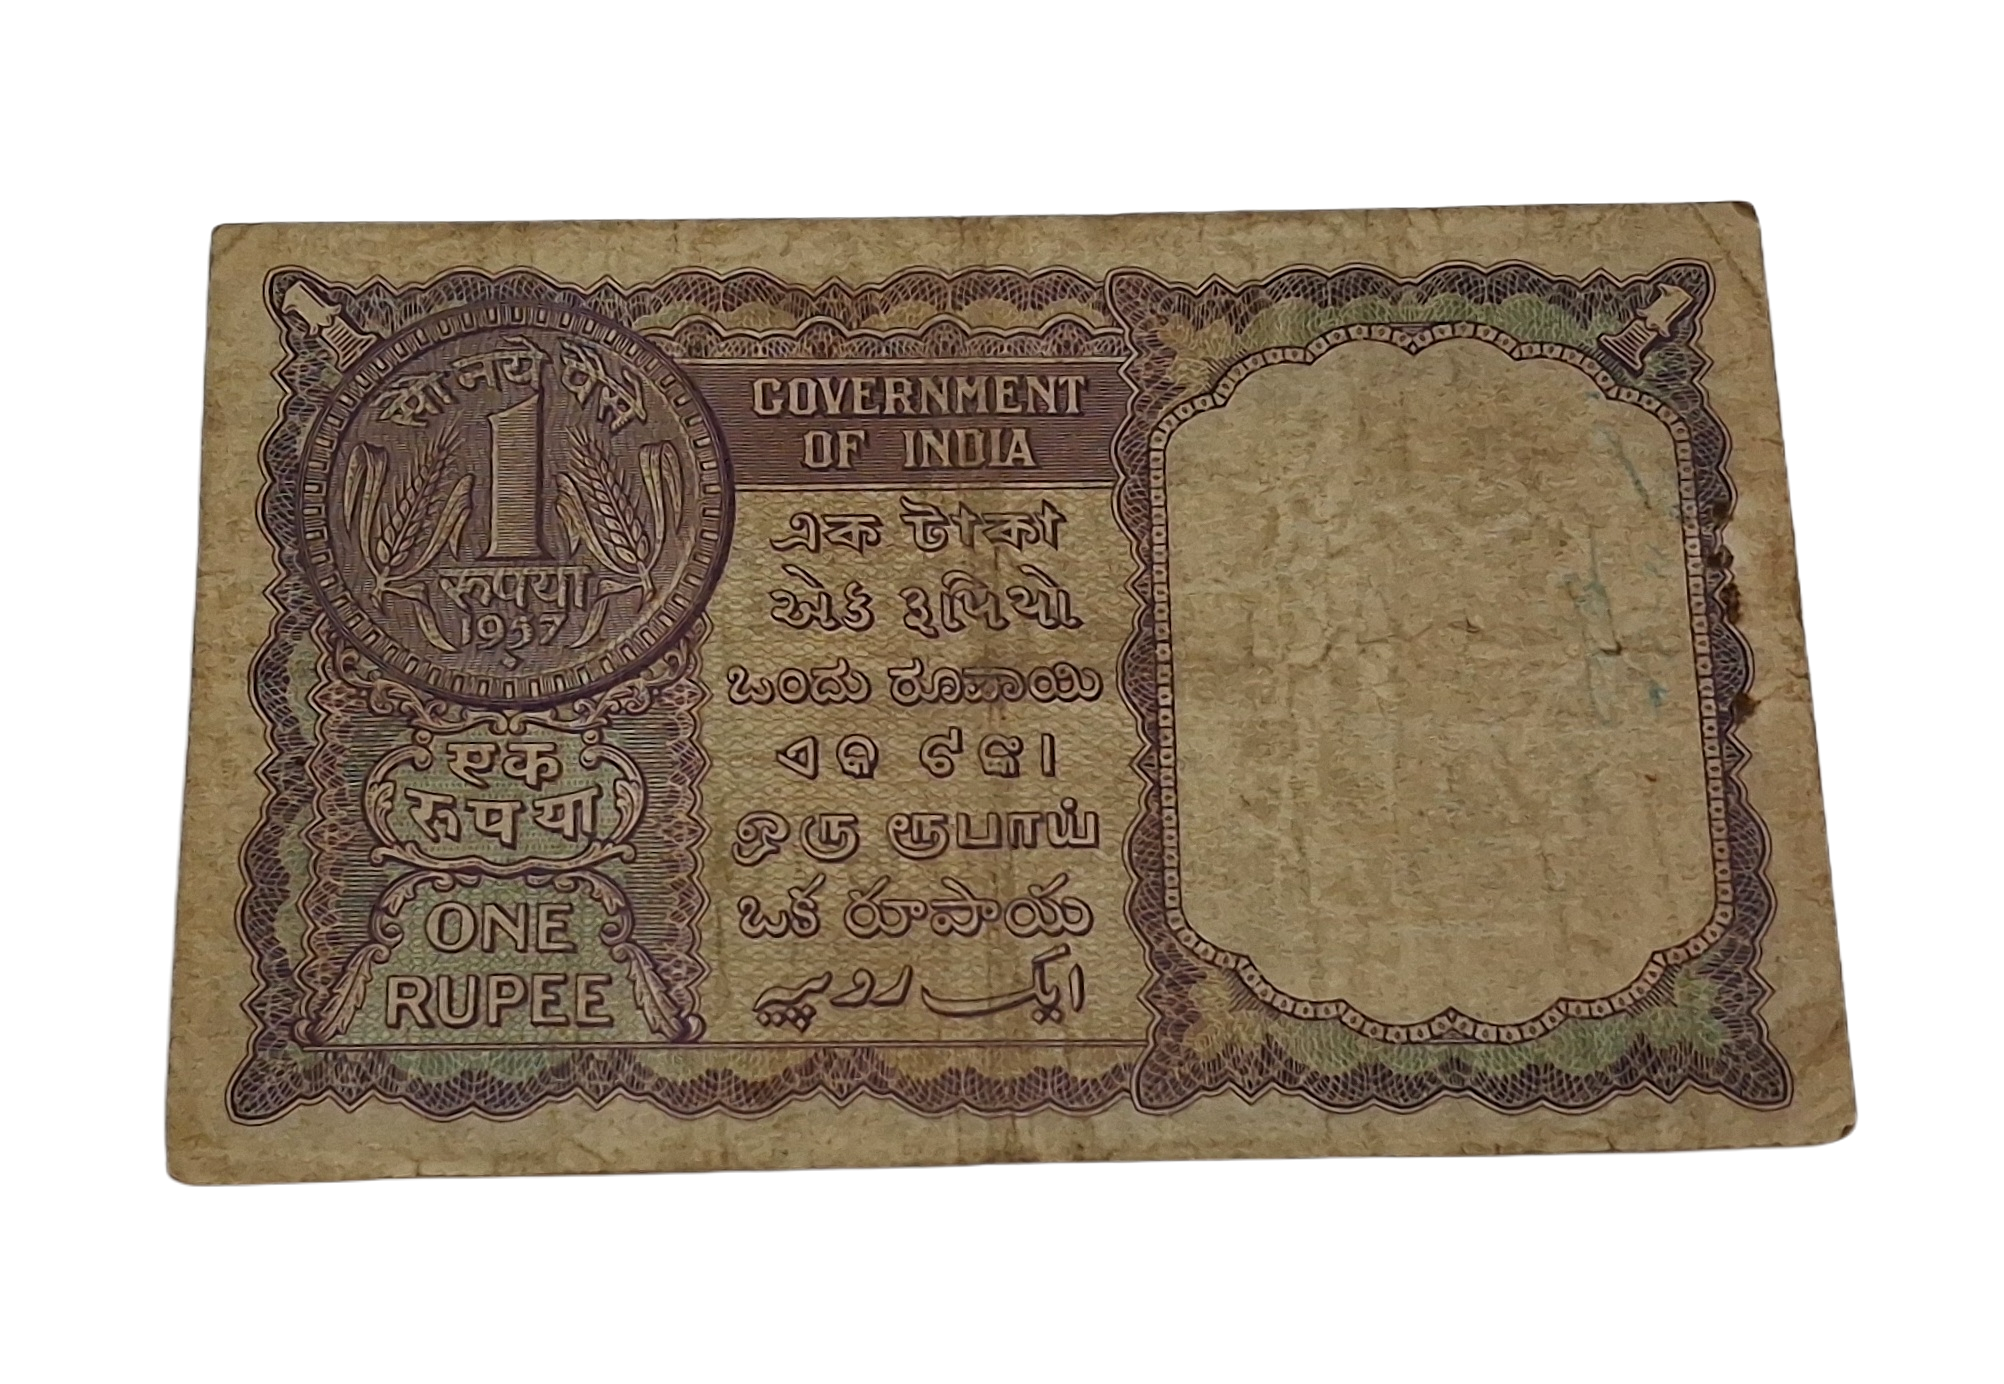 सौ नये पैसे
1
रूपया
1957
GOVERNMENT
OF INDIA
এক টাকা
એક રૂપિયો
ಒಂದು ರೂಪಾಯಿ
ଏକ ଟଙ୍କା
ஒரு ரூபாய்
ఒక రూపాయ
ایک روپیہ
एक
रूपया
ONE
RUPEE